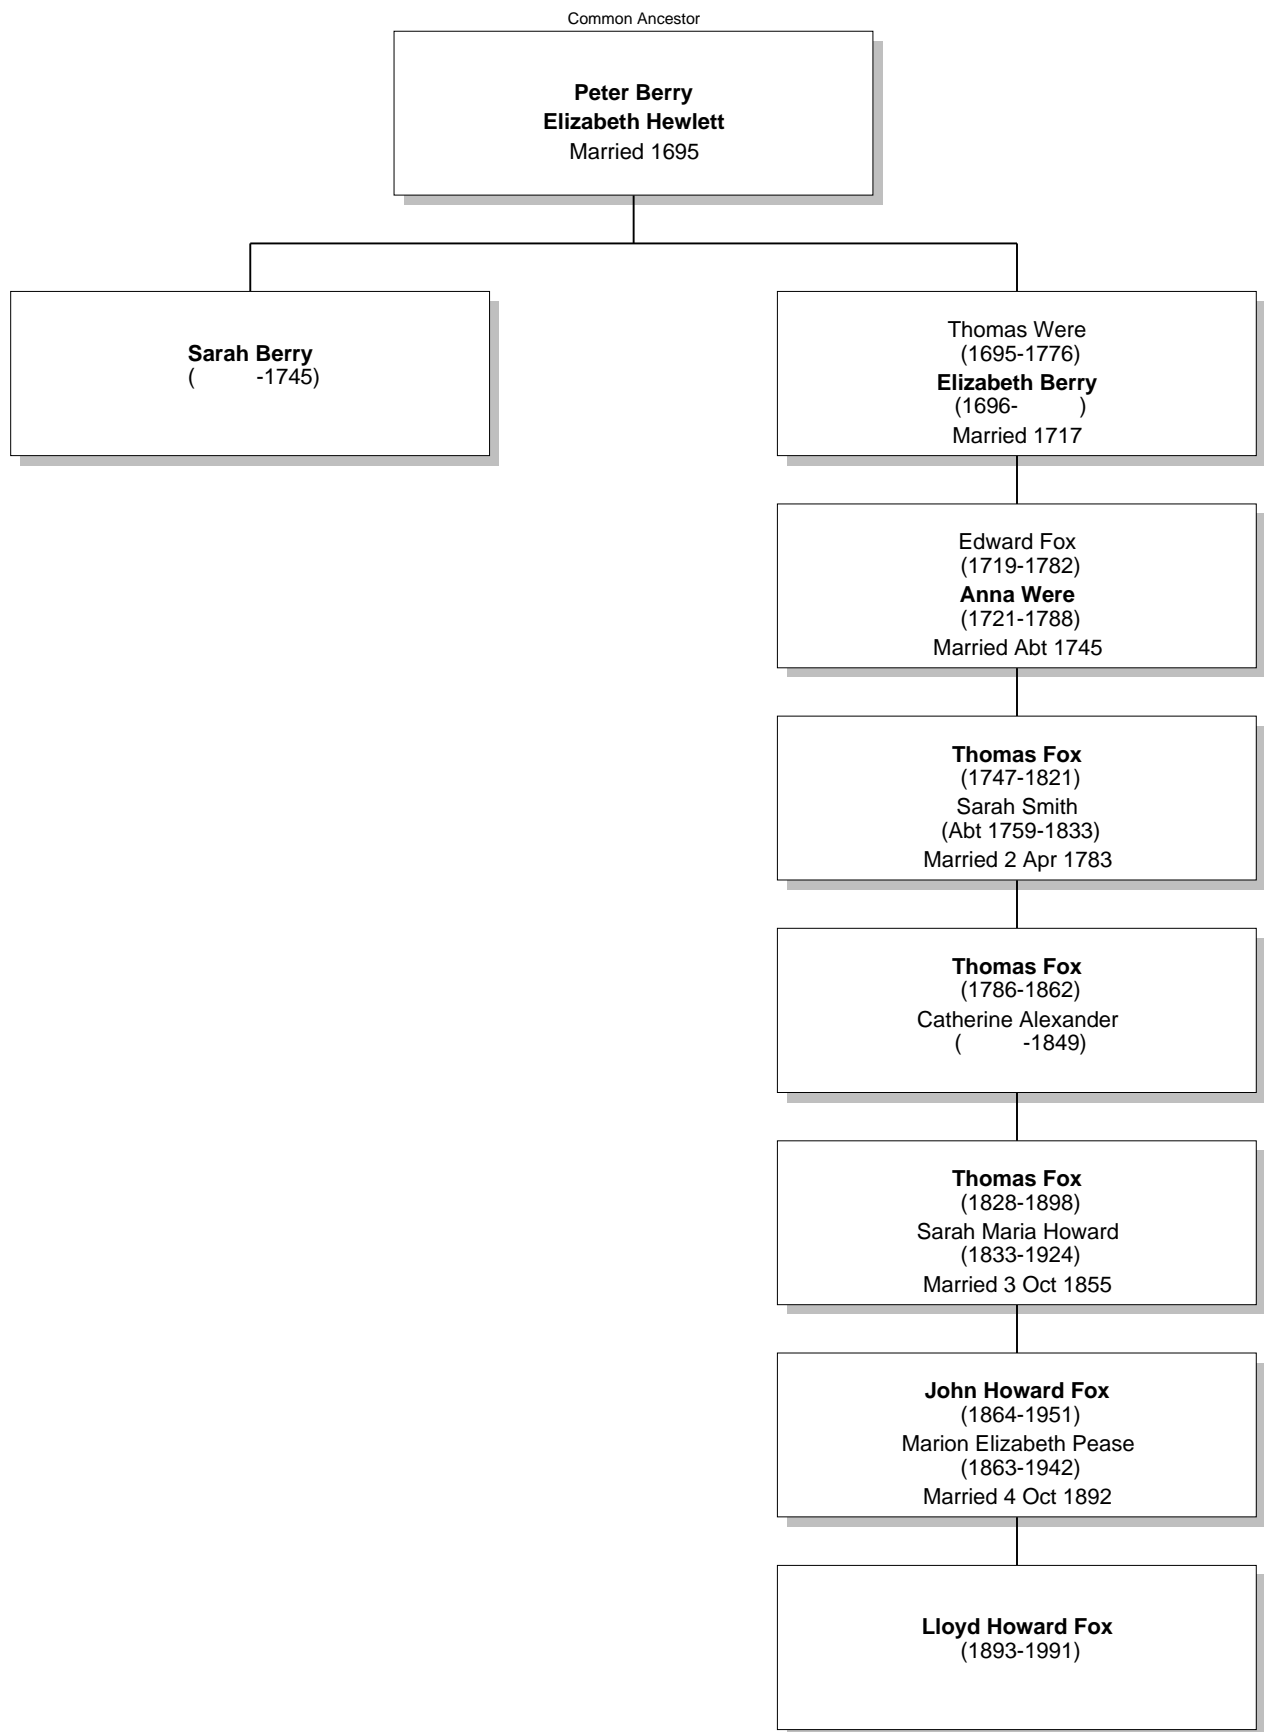 Common Ancestor
Peter Berry
Elizabeth Hewlett
Married 1695
Sarah Berry
( -1745)
Thomas Were
(1695-1776)
Elizabeth Berry
(1696- )
Married 1717
Edward Fox
(1719-1782)
Anna Were
(1721-1788)
Married Abt 1745
Thomas Fox
(1747-1821)
Sarah Smith
(Abt 1759-1833)
Married 2 Apr 1783
Thomas Fox
(1786-1862)
Catherine Alexander
( -1849)
Thomas Fox
(1828-1898)
Sarah Maria Howard
(1833-1924)
Married 3 Oct 1855
John Howard Fox
(1864-1951)
Marion Elizabeth Pease
(1863-1942)
Married 4 Oct 1892
Lloyd Howard Fox
(1893-1991)